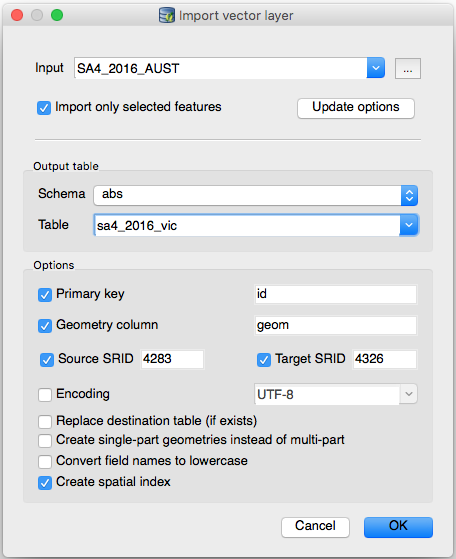 Import vector layer
Input SA4_2016_AUST ...
Import only selected features Update options
Output table
Schema abs
Table sa4_2016_vic
Options
Primary key id
Geometry column geom
Source SRID 4283 Target SRID 4326
Encoding UTF-8
Replace destination table (if exists)
Create single-part geometries instead of multi-part
Convert field names to lowercase
Create spatial index
Cancel OK